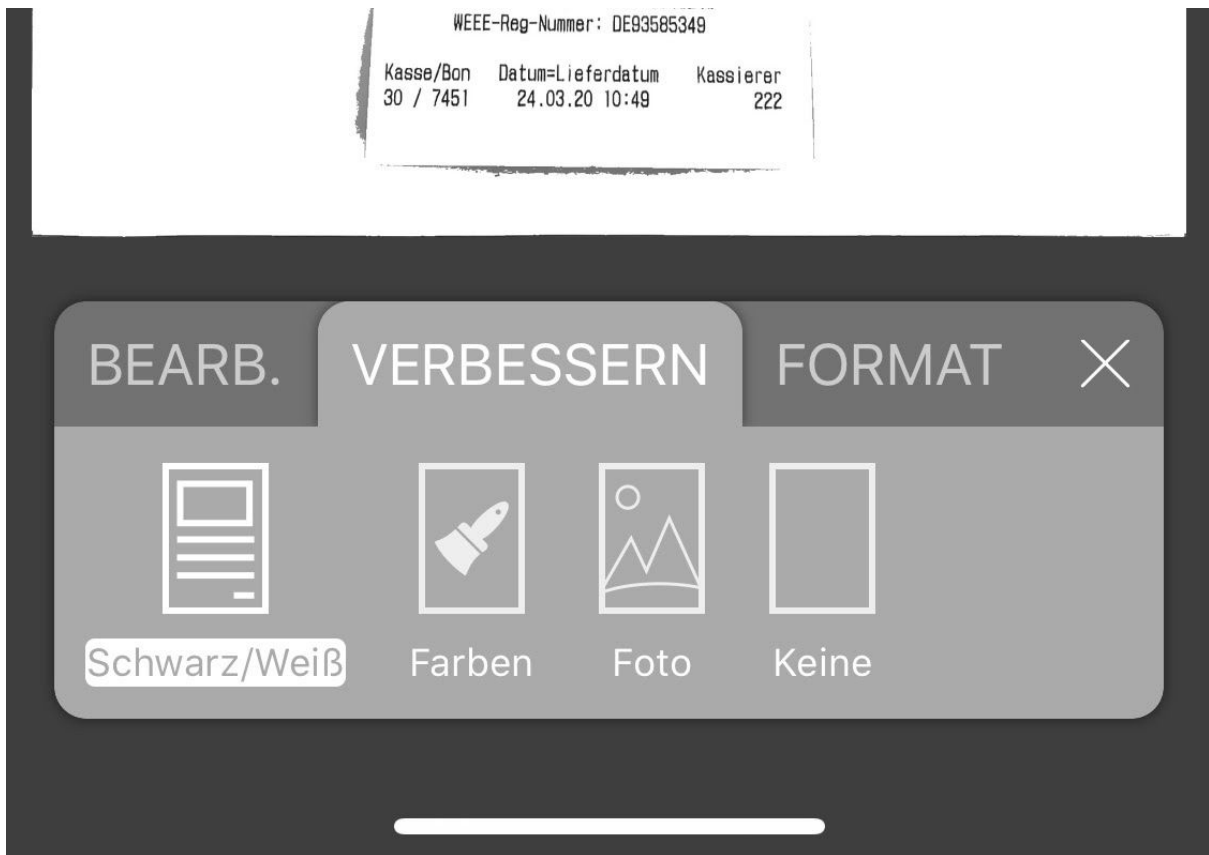 WEEE-Reg-Nummer: DE93585349
Kasse/Bon Datum=Lieferdatum Kassierer
30 / 7451 24.03.20 10:49 222
BEARB. VERBESSERN FORMAT
Schwarz/Weiß Farben Foto Keine